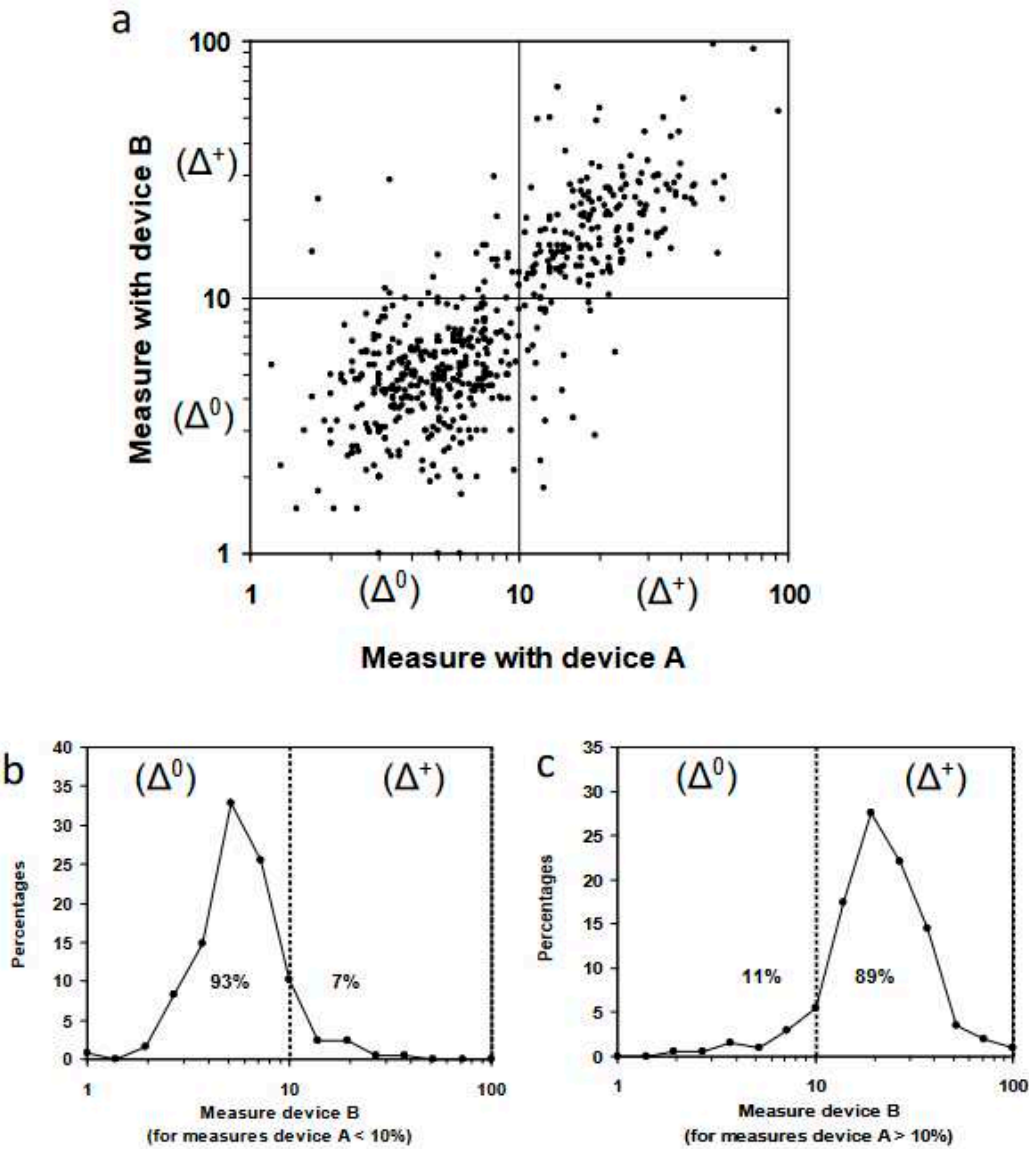 a
100
10
1
Measure with device B
(Δ⁺)
(Δ⁰)
1
10
100
(Δ⁰)
(Δ⁺)
Measure with device A
b
40
35
30
25
20
15
10
5
0
Percentages
(Δ⁰)
(Δ⁺)
93%
7%
1
10
100
Measure device B
(for measures device A < 10%)
c
35
30
25
20
15
10
5
0
Percentages
(Δ⁰)
(Δ⁺)
11%
89%
1
10
100
Measure device B
(for measures device A > 10%)